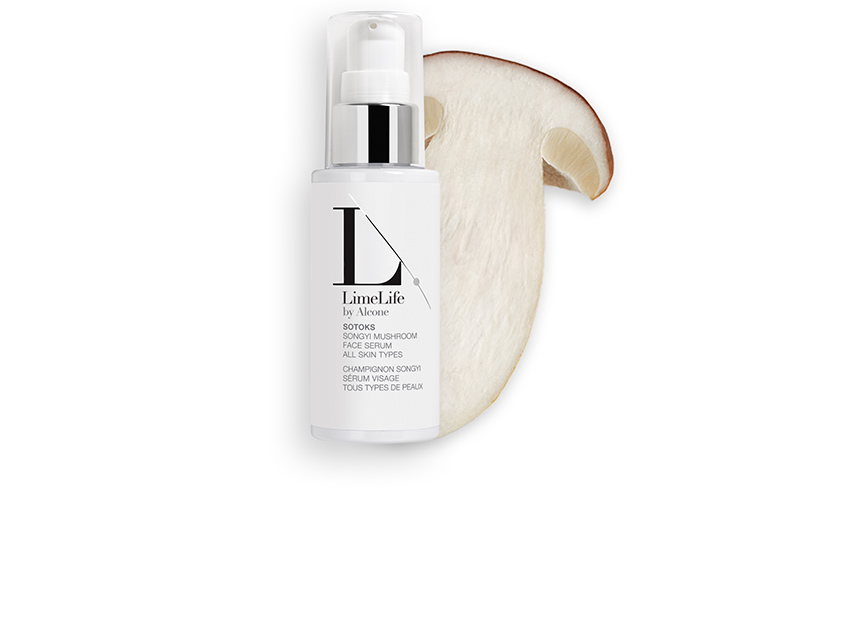 L
LimeLife
by Alcone
SOTOKS
SONGYI MUSHROOM
FACE SERUM
ALL SKIN TYPES
CHAMPIGNON SONGYI
SÉRUM VISAGE
TOUS TYPES DE PEAUX